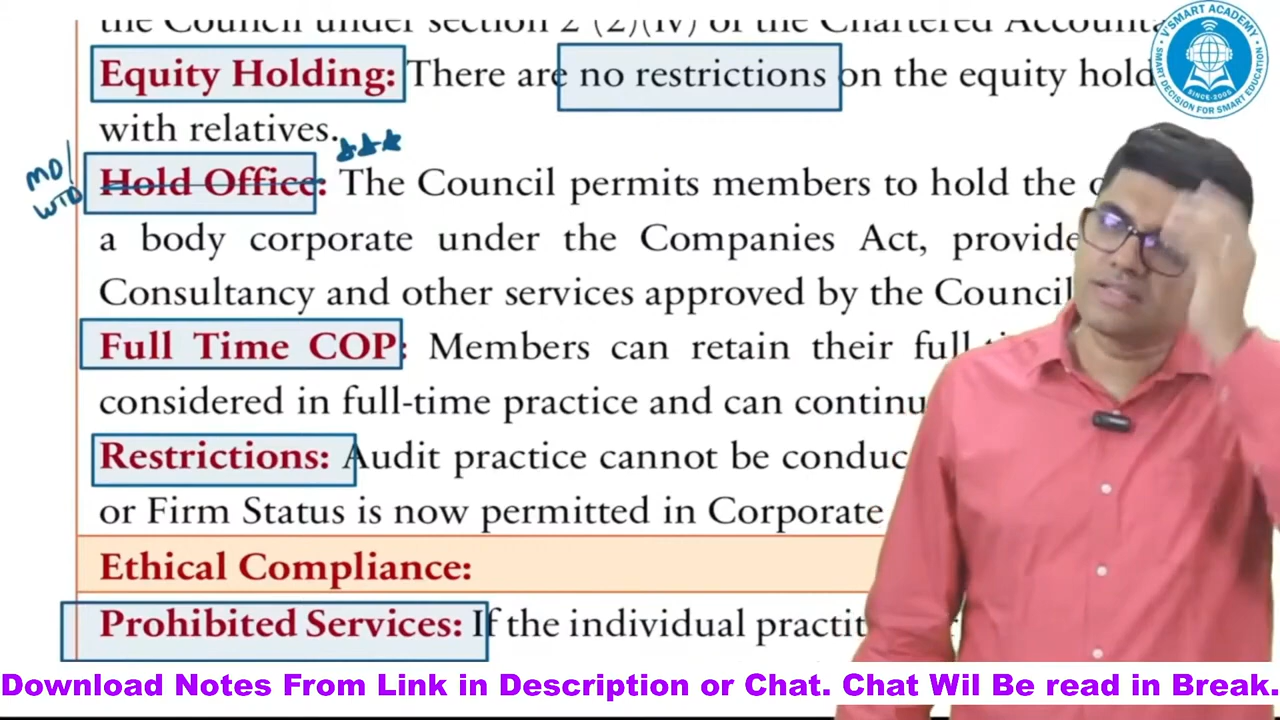 the Council under section 2 (2)(iv) of the Chartered Accounta
Equity Holding: There are no restrictions on the equity hold
with relatives.
MD/
WTD
Hold Office: The Council permits members to hold the
a body corporate under the Companies Act, provide
Consultancy and other services approved by the Council
Full Time COP: Members can retain their full
considered in full-time practice and can continu
Restrictions: Audit practice cannot be conduc
or Firm Status is now permitted in Corporate
Ethical Compliance:
Prohibited Services: If the individual practit
V'SMART ACADEMY
SMART DECISION FOR SMART EDUCATION
SINCE-2005
Download Notes From Link in Description or Chat. Chat Wil Be read in Break.